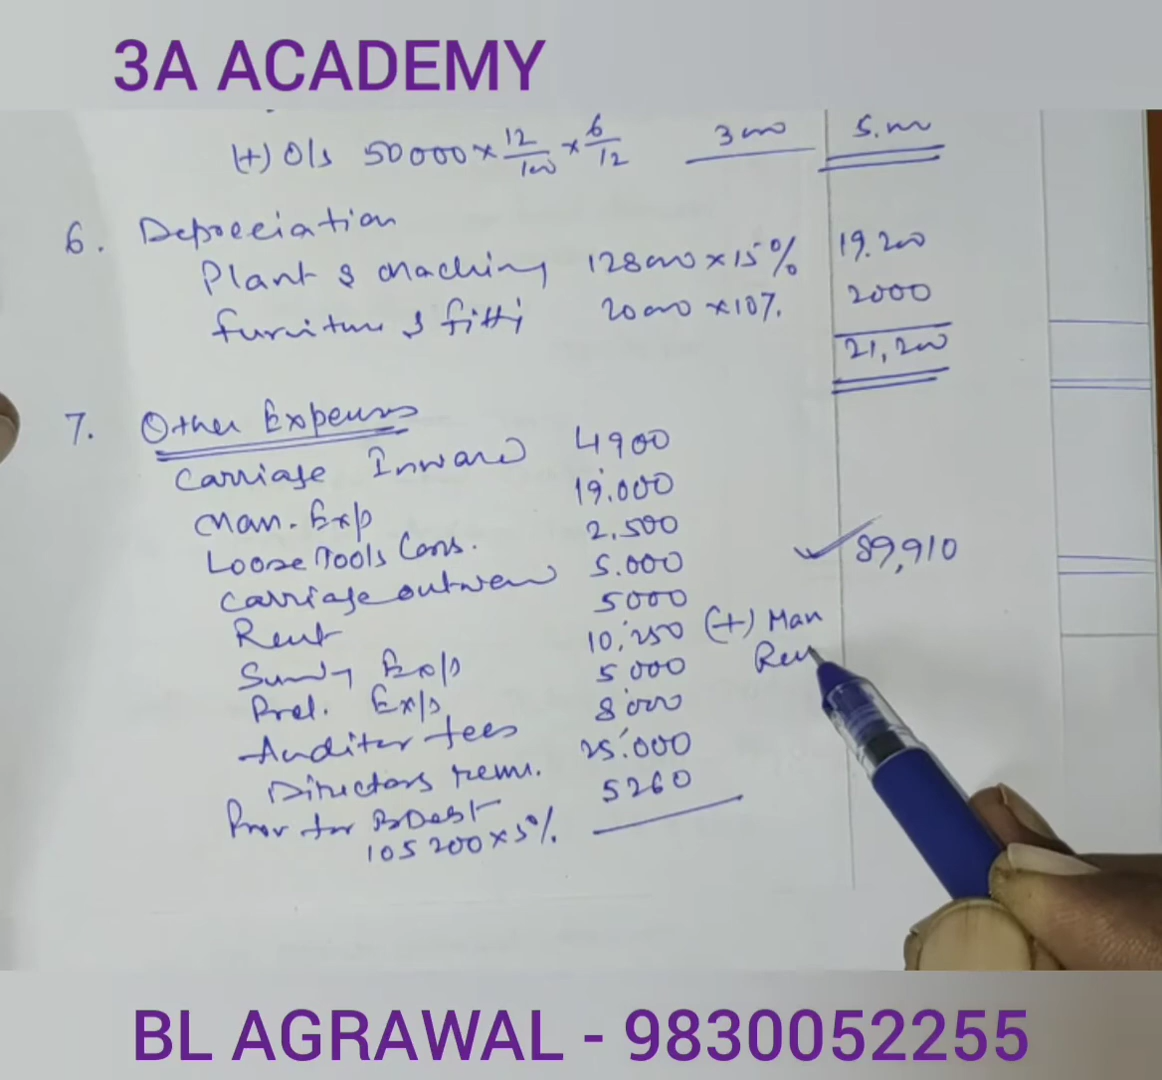 3A ACADEMY
(+) O/s 50000 × 12/100 × 6/12 3000 5.000
6. Depreciation
Plant & Machinery 128000 × 15% 19.200
furniture & fitti 20000 × 10% 2000
21,200
7. Other Expenses
Carriage Inward 4900
Man. Exp 19.000
Loose Tools Cons. 2.500
Carriage outward 5.000 89,910
Rent 5000
Sundry Exp 10,250 (+) Man
Prel. Exp 5000 Rem
Auditor fees 8000
Directors remu. 25.000
Prov for B Debt 5260
105200 × 5%
BL AGRAWAL - 9830052255